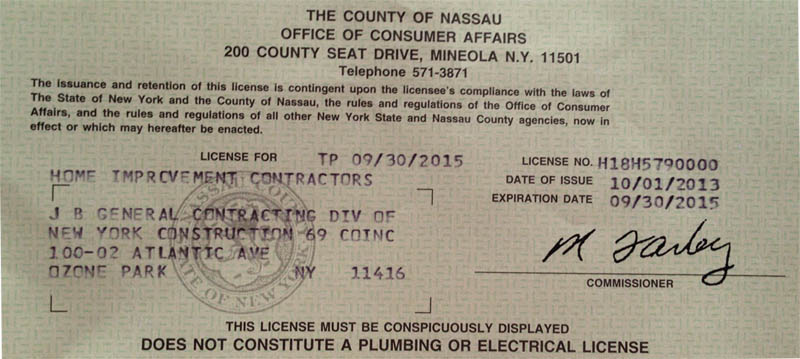 THE COUNTY OF NASSAU
OFFICE OF CONSUMER AFFAIRS
200 COUNTY SEAT DRIVE, MINEOLA N.Y. 11501
Telephone 571-3871
The issuance and retention of this license is contingent upon the licensee's compliance with the laws of
The State of New York and the County of Nassau, the rules and regulations of the Office of Consumer
Affairs, and the rules and regulations of all other New York State and Nassau County agencies, now in
effect or which may hereafter be enacted.
LICENSE FOR TP 09/30/2015
HOME IMPRCVEMENT CONTRACTORS
LICENSE NO. H18H5790000
DATE OF ISSUE 10/01/2013
EXPIRATION DATE 09/30/2015
J B GENERAL CONTRACTING DIV OF
NEW YORK CONSTRUCTION 69 COINC
100-02 ATLANTIC AVE
OZONE PARK NY 11416
NASSAU COUNTY
STATE OF NEW YORK
COMMISSIONER
THIS LICENSE MUST BE CONSPICUOUSLY DISPLAYED
DOES NOT CONSTITUTE A PLUMBING OR ELECTRICAL LICENSE